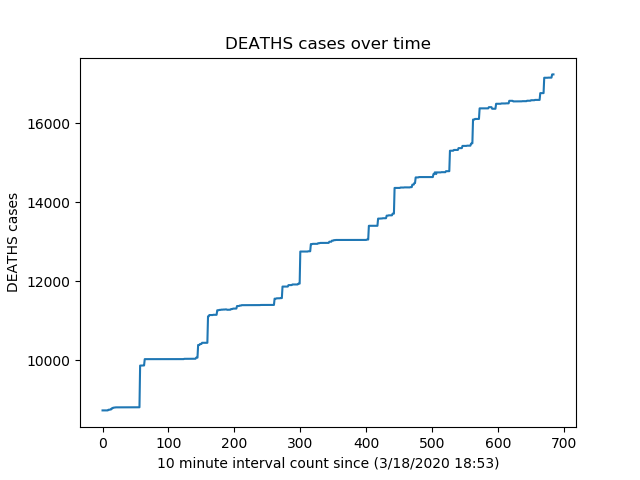 DEATHS cases over time
DEATHS cases
16000
14000
12000
10000
0 100 200 300 400 500 600 700
10 minute interval count since (3/18/2020 18:53)